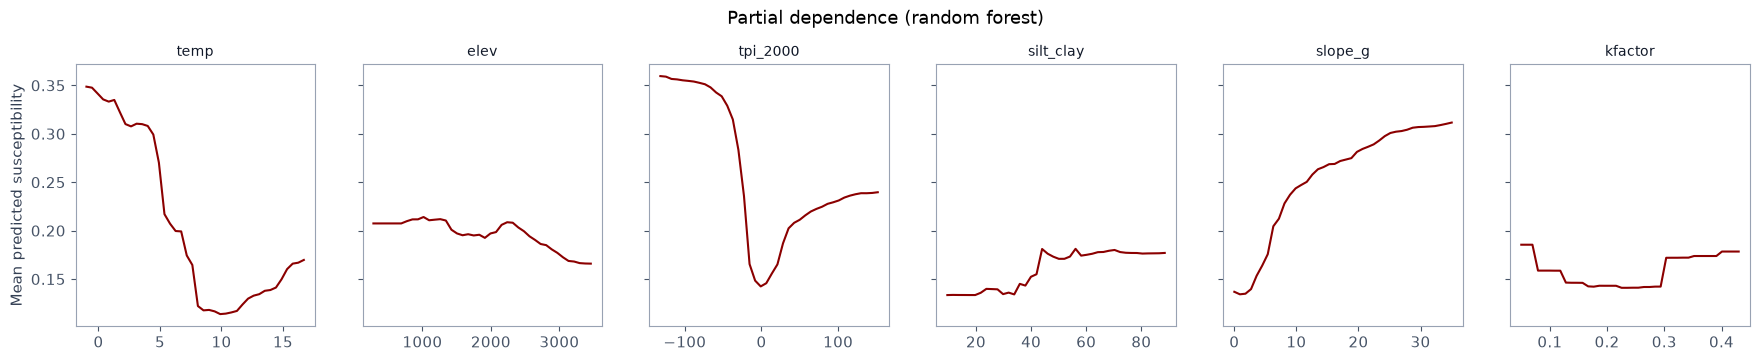 Partial dependence (random forest)
temp elev tpi_2000 silt_clay slope_g kfactor
Mean predicted susceptibility
0.35
0.30
0.25
0.20
0.15
0 5 10 15 1000 2000 3000 −100 0 100 20 40 60 80 0 10 20 30 0.1 0.2 0.3 0.4